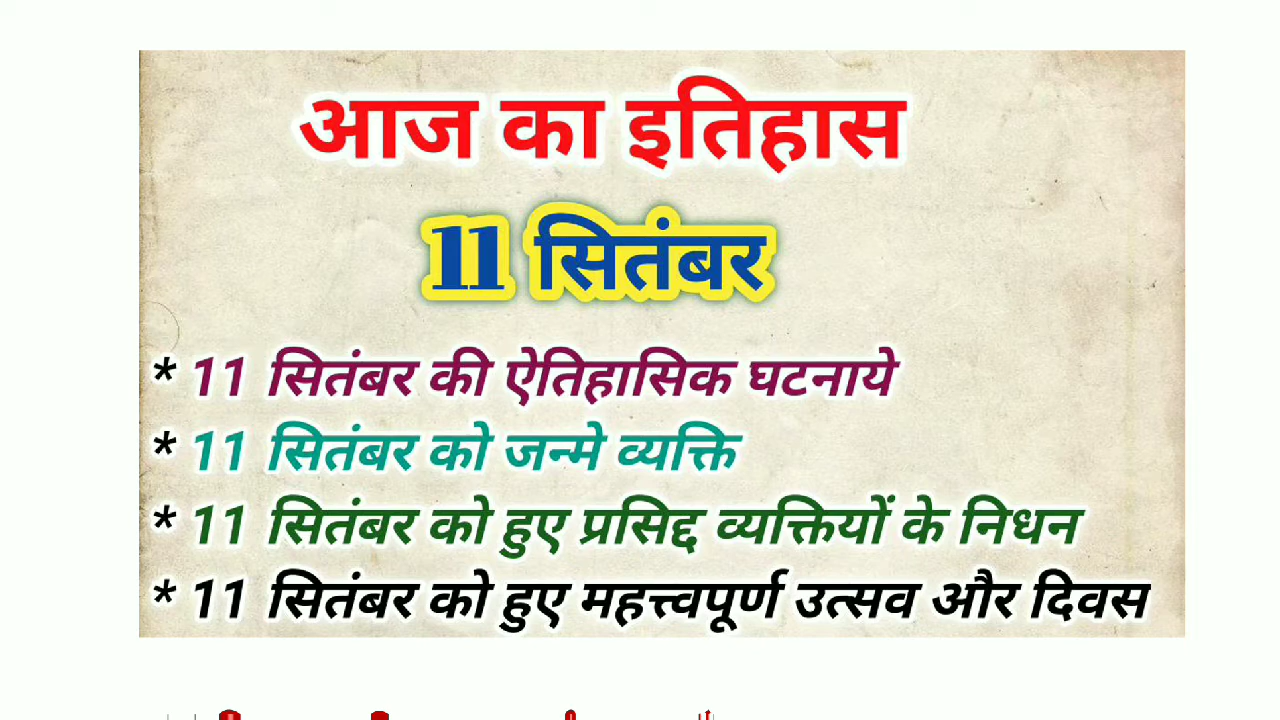 आज का इतिहास
11 सितंबर
* 11 सितंबर की ऐतिहासिक घटनाये
* 11 सितंबर को जन्मे व्यक्ति
* 11 सितंबर को हुए प्रसिद्द व्यक्तियों के निधन
* 11 सितंबर को हुए महत्त्वपूर्ण उत्सव और दिवस